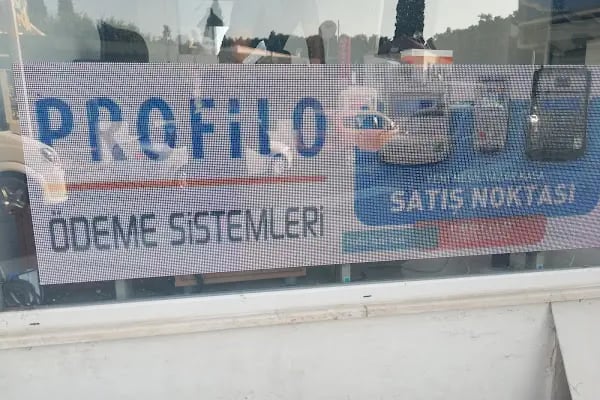 PROFİLO
ÖDEME SİSTEMLERİ
SATIŞ NOKTASI